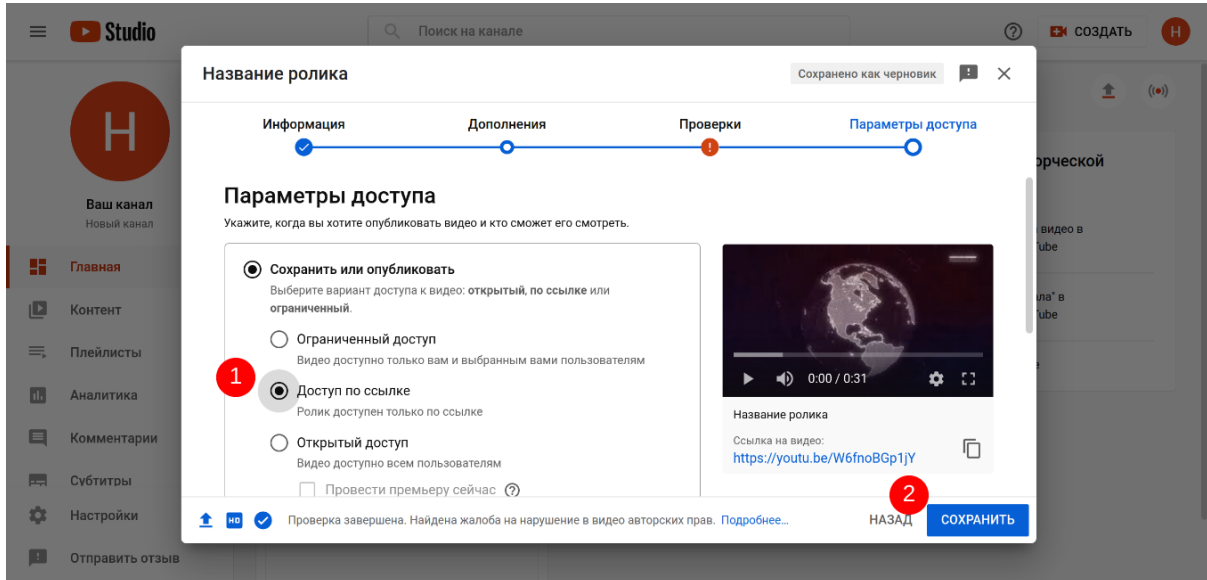 Studio
Поиск на канале
СОЗДАТЬ
Н
Н
Ваш канал
Новый канал
Главная
Контент
Плейлисты
Аналитика
Комментарии
Субтитры
Настройки
Отправить отзыв
Название ролика
Сохранено как черновик
Информация
Дополнения
Проверки
Параметры доступа
Параметры доступа
Укажите, когда вы хотите опубликовать видео и кто сможет его смотреть.
Сохранить или опубликовать
Выберите вариант доступа к видео: открытый, по ссылке или
ограниченный.
Ограниченный доступ
Видео доступно только вам и выбранным вами пользователям
1
Доступ по ссылке
Ролик доступен только по ссылке
Открытый доступ
Видео доступно всем пользователям
Провести премьеру сейчас
0:00 / 0:31
Название ролика
Ссылка на видео:
https://youtu.be/W6fnoBGp1jY
2
HD
Проверка завершена. Найдена жалоба на нарушение в видео авторских прав. Подробнее…
НАЗАД
СОХРАНИТЬ
орческой
видео в
ube
ла" в
ube